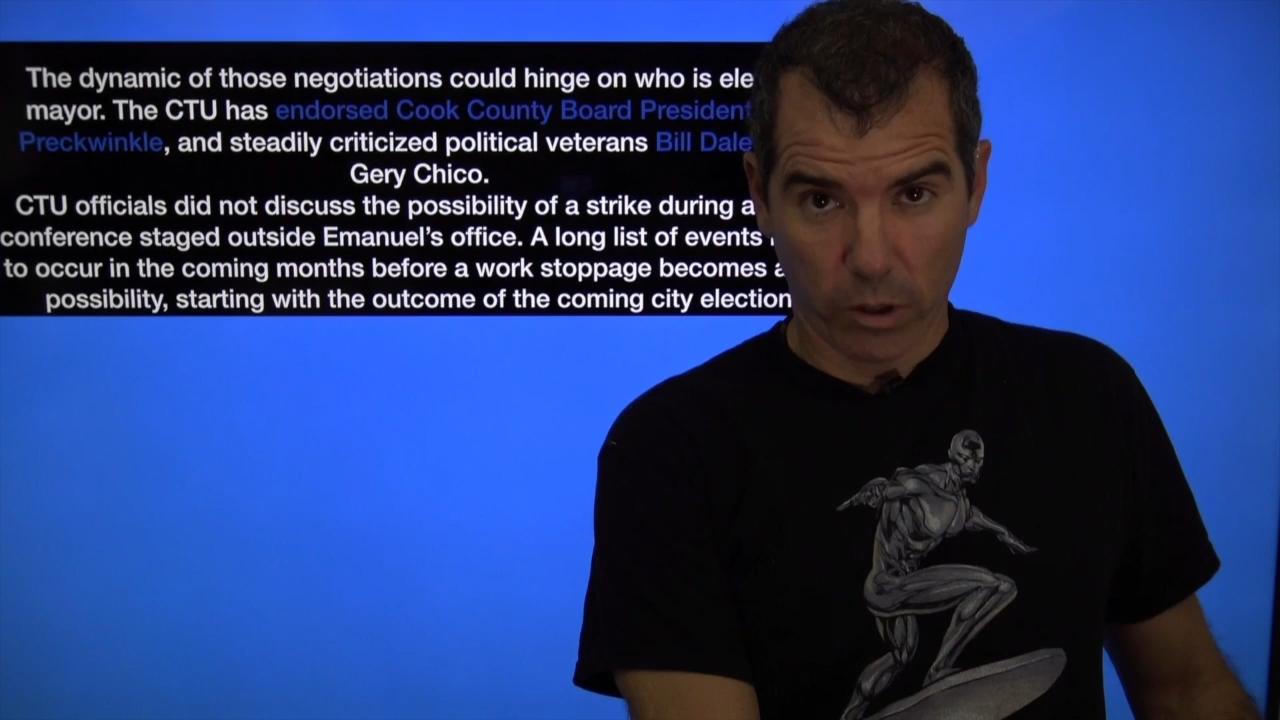 The dynamic of those negotiations could hinge on who is ele
mayor. The CTU has endorsed Cook County Board President
Preckwinkle, and steadily criticized political veterans Bill Dale
Gery Chico.
CTU officials did not discuss the possibility of a strike during a
conference staged outside Emanuel’s office. A long list of events
to occur in the coming months before a work stoppage becomes a
possibility, starting with the outcome of the coming city election